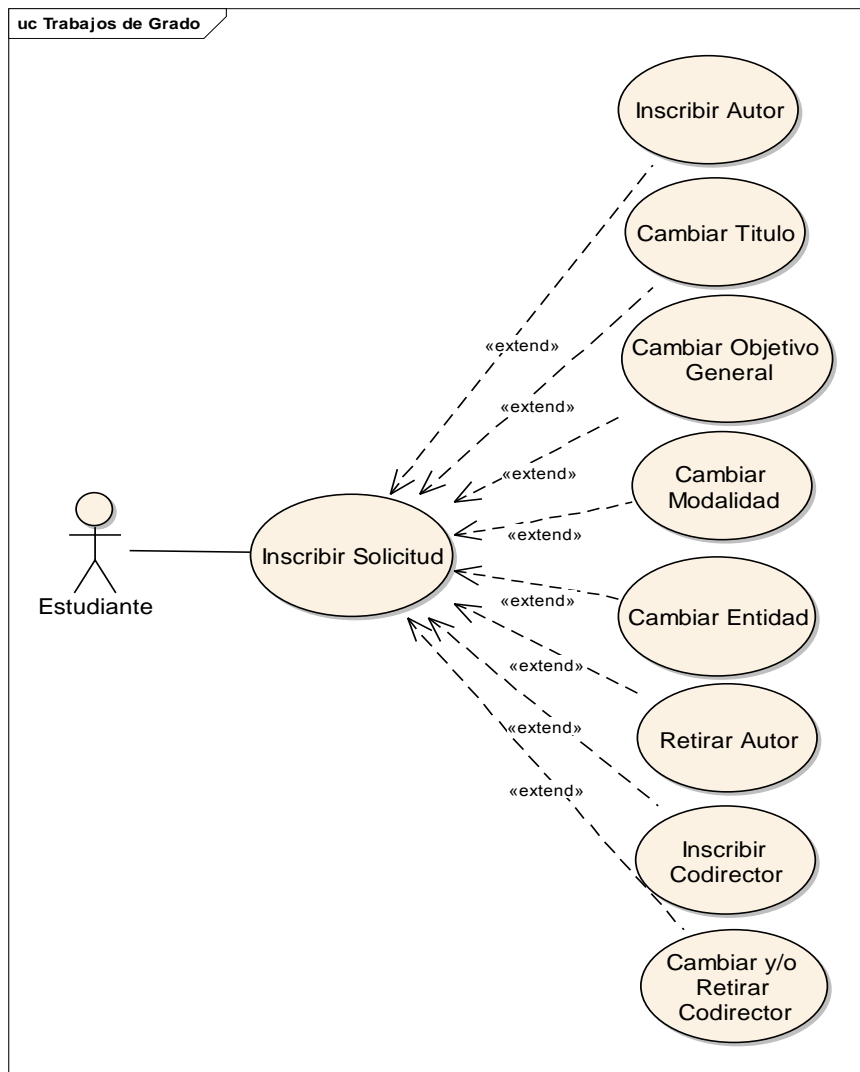 uc Trabajos de Grado
Inscribir Autor
Cambiar Titulo
«extend»
Cambiar Objetivo
General
«extend»
«extend»
Cambiar
Modalidad
«extend»
Inscribir Solicitud
Estudiante
«extend»
Cambiar Entidad
«extend»
Retirar Autor
«extend»
«extend»
Inscribir
Codirector
Cambiar y/o
Retirar
Codirector